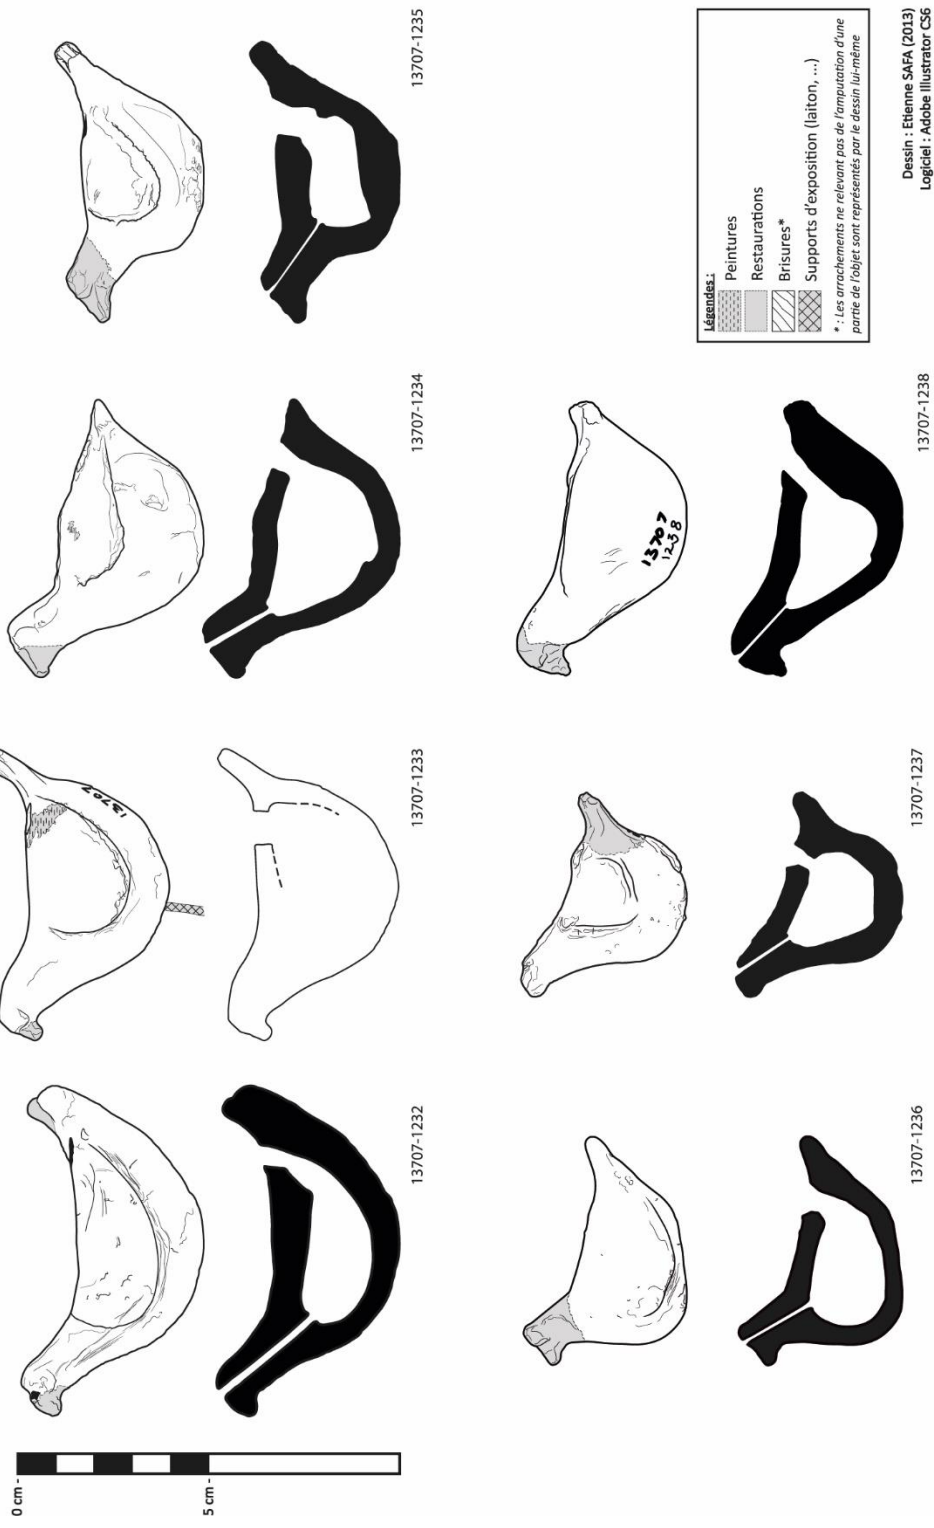 0 cm -
5 cm -
13707
13707-1232
13707-1233
13707-1234
13707-1235
13707
1238
13707-1236
13707-1237
13707-1238
Légendes :
Peintures
Restaurations
Brisures*
Supports d'exposition (laiton, ...)
* : Les arrachements ne relevant pas de l'amputation d'une
partie de l'objet sont représentés par le dessin lui-même
Dessin : Etienne SAFA (2013)
Logiciel : Adobe Illustrator CS6